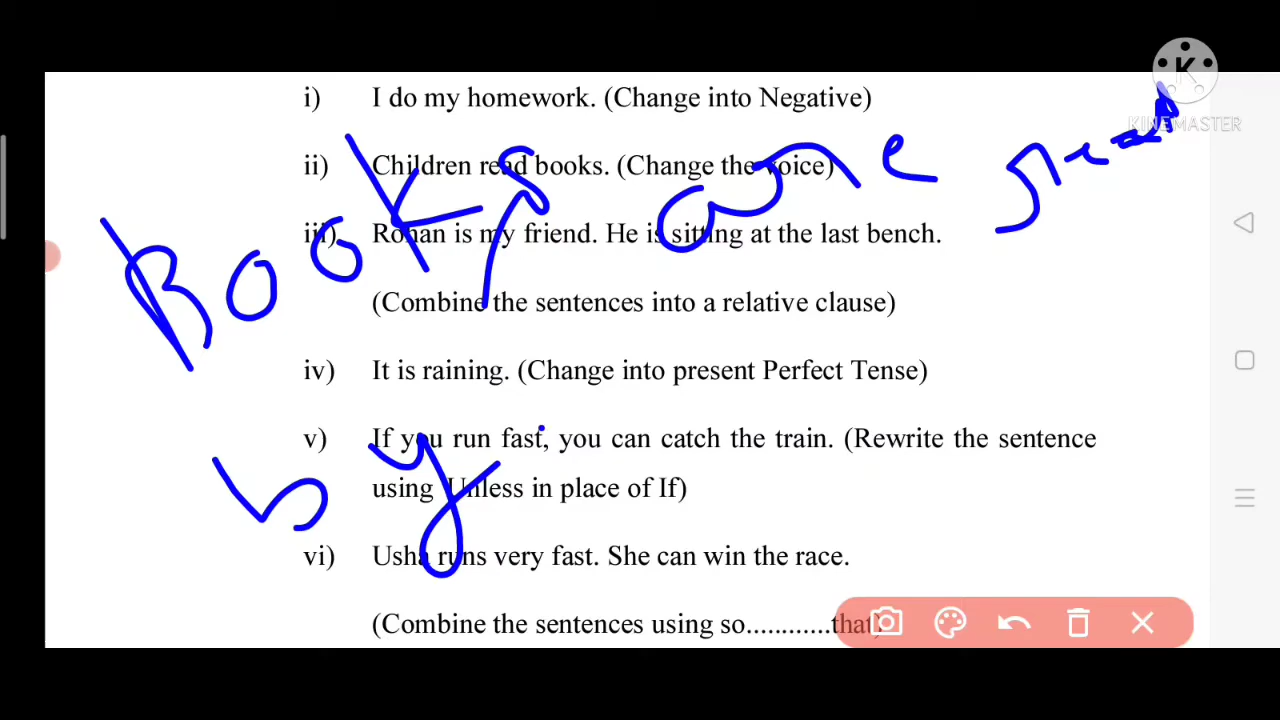 KINEMASTER
i) I do my homework. (Change into Negative)
ii) Children read books. (Change the voice)
iii) Rohan is my friend. He is sitting at the last bench.
(Combine the sentences into a relative clause)
iv) It is raining. (Change into present Perfect Tense)
v) If you run fast, you can catch the train. (Rewrite the sentence
using Unless in place of If)
vi) Usha runs very fast. She can win the race.
(Combine the sentences using so............that)
Books are read
by